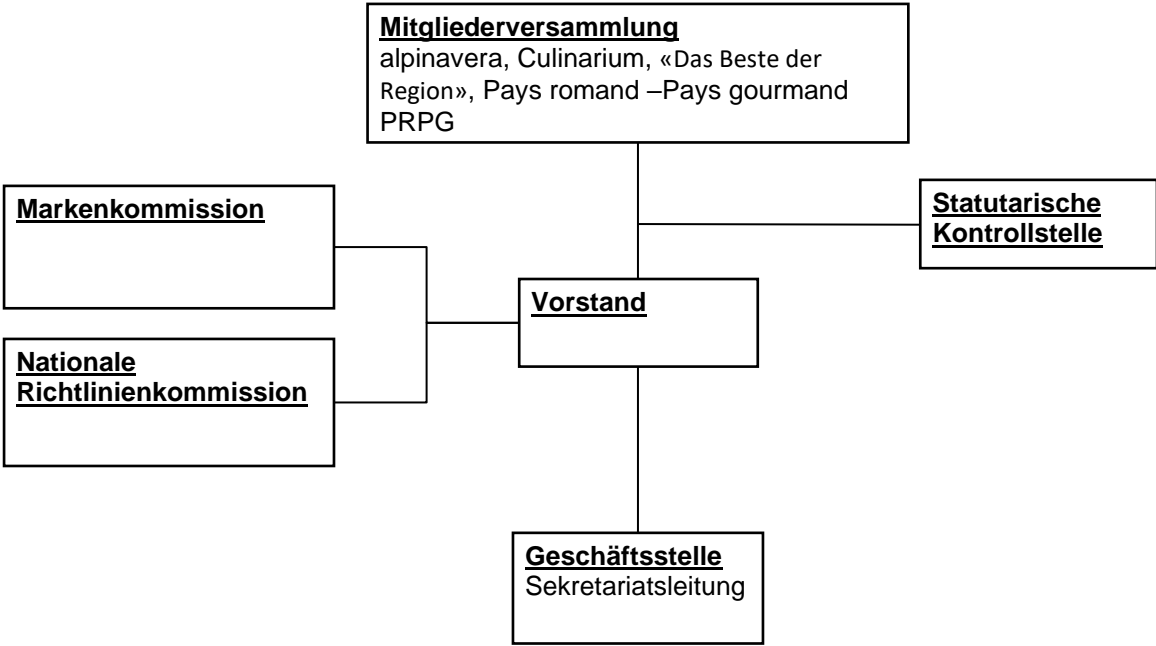 Mitgliederversammlung
alpinavera, Culinarium, «Das Beste der
Region», Pays romand –Pays gourmand
PRPG
Markenkommission
Statutarische
Kontrollstelle
Vorstand
Nationale
Richtlinienkommission
Geschäftsstelle
Sekretariatsleitung